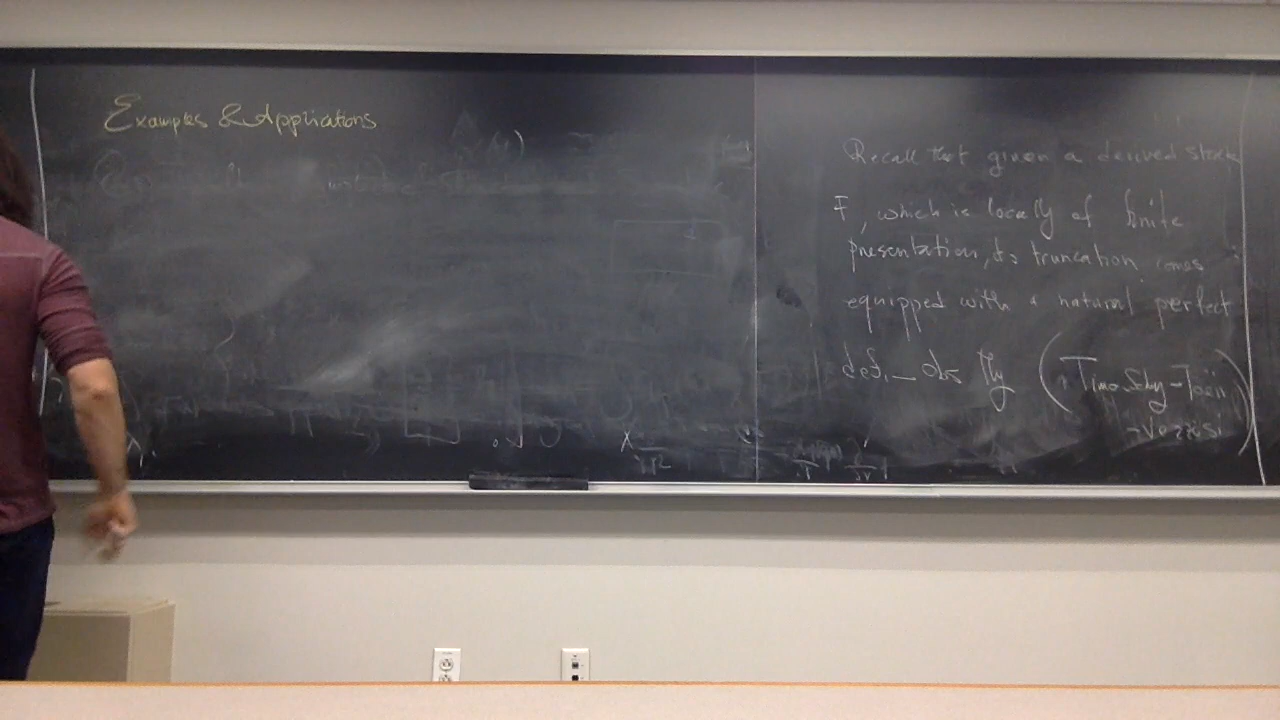 Examples & Applications
Recall that given a derived stack
F, which is locally of finite
presentation, its truncation comes
equipped with a natural perfect
def.-obs thy (Timo Schürg-Toën
-Vezzosi)